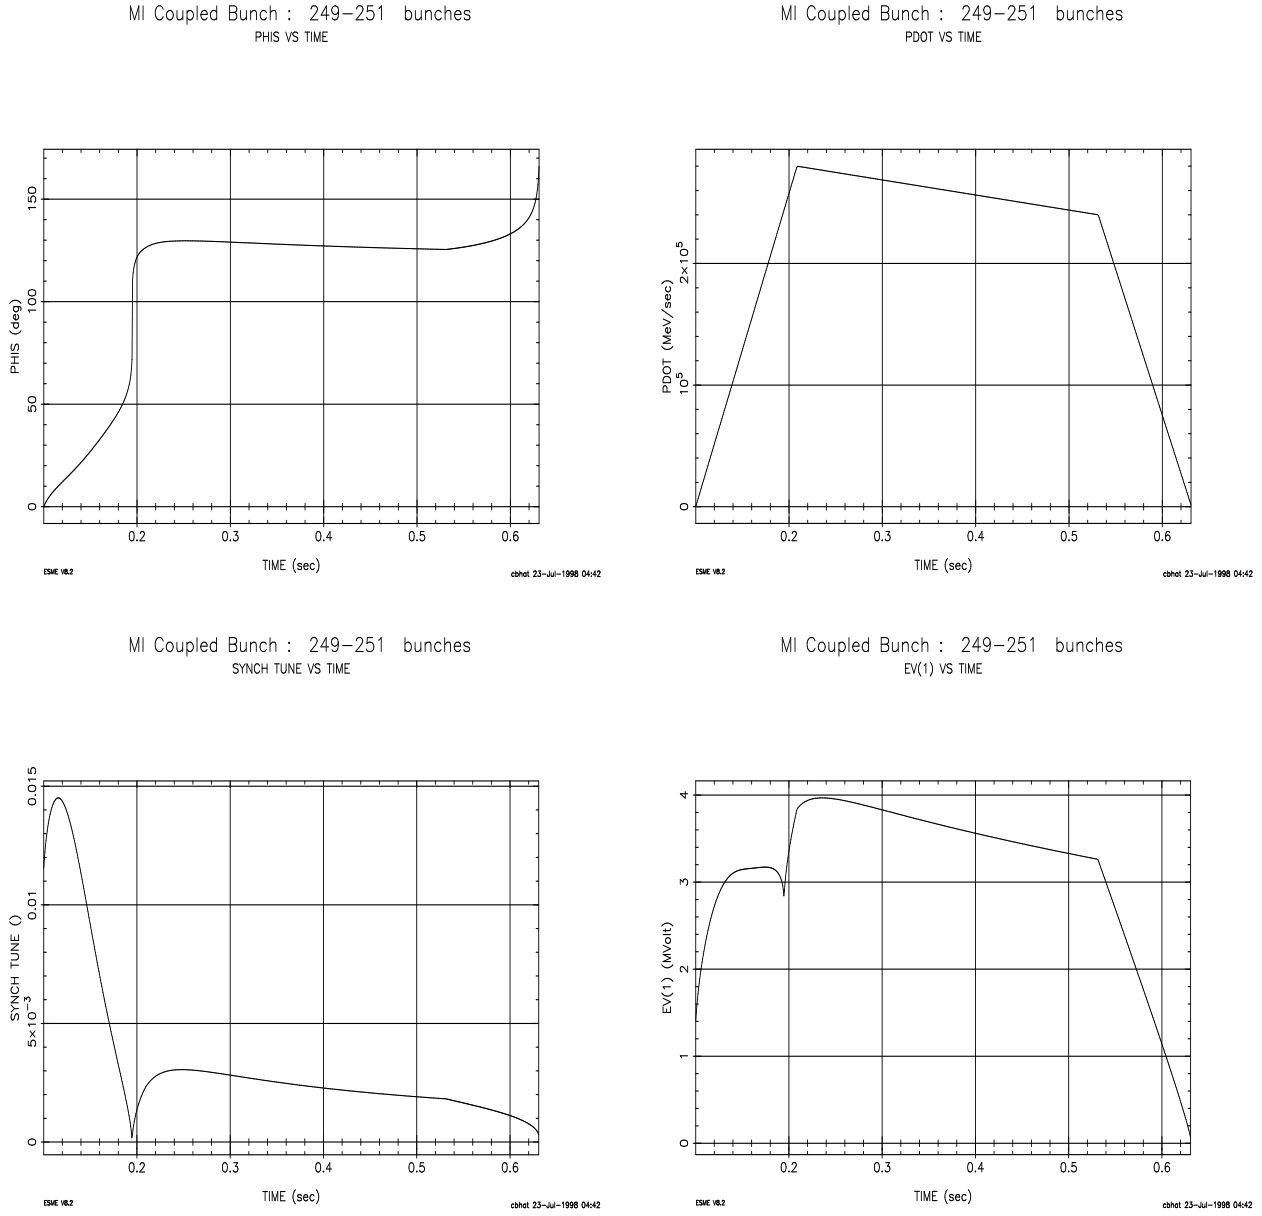 MI Coupled Bunch :  249-251  bunches
PHIS VS TIME
PHIS (deg)
150
100
50
0
0.2 0.3 0.4 0.5 0.6
TIME (sec)
ESME V8.2
cbhat 23-Jul-1998 04:42
MI Coupled Bunch :  249-251  bunches
PDOT VS TIME
PDOT (MeV/sec)
2×10⁵
10⁵
0
0.2 0.3 0.4 0.5 0.6
TIME (sec)
ESME V8.2
cbhat 23-Jul-1998 04:42
MI Coupled Bunch :  249-251  bunches
SYNCH TUNE VS TIME
SYNCH TUNE ()
0.015
0.01
5×10⁻³
0
0.2 0.3 0.4 0.5 0.6
TIME (sec)
ESME V8.2
cbhat 23-Jul-1998 04:42
MI Coupled Bunch :  249-251  bunches
EV(1) VS TIME
EV(1) (MVolt)
4
3
2
1
0
0.2 0.3 0.4 0.5 0.6
TIME (sec)
ESME V8.2
cbhat 23-Jul-1998 04:42